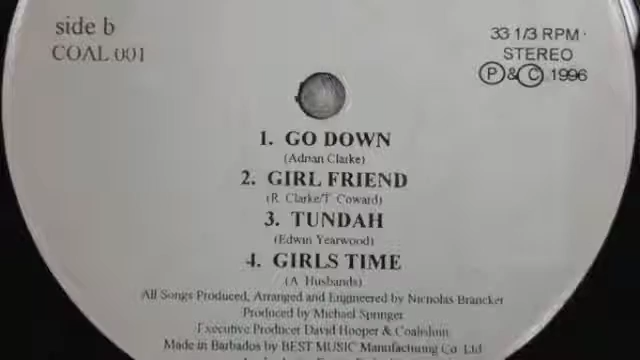 side b
COAL 001
33 1/3 RPM·
STEREO
Ⓟ&Ⓒ 1996
1. GO DOWN
(Adrian Clarke)
2. GIRL FRIEND
(R. Clarke/T. Coward)
3. TUNDAH
(Edwin Yearwood)
4. GIRLS TIME
(A. Husbands)
All Songs Produced, Arranged and Engineered by Nicholas Brancker
Produced by Michael Springer
Executive Producer David Hooper & Coalishun
Made in Barbados by BEST MUSIC Manufacturing Co. Ltd